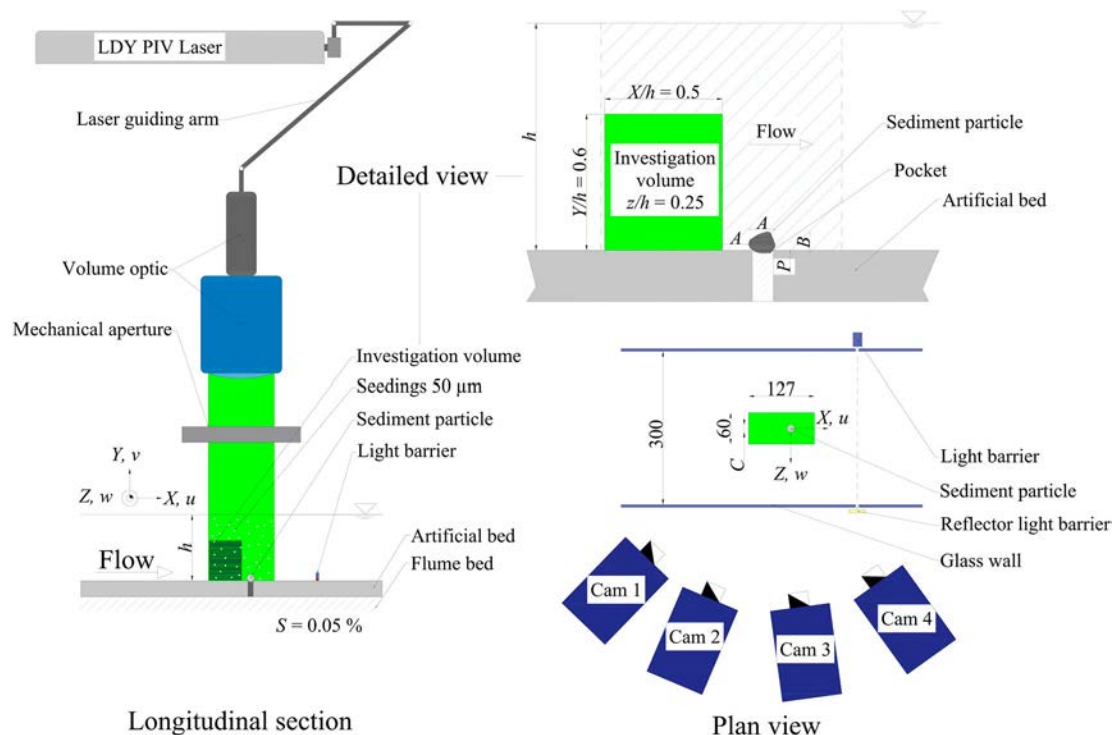 LDY PIV Laser
Laser guiding arm
Volume optic
Mechanical aperture
Investigation volume
Seedings 50 µm
Sediment particle
Light barrier
Y, v
Z, w
X, u
h
Flow
Artificial bed
Flume bed
S = 0.05 %
Longitudinal section
Detailed view
h
X/h = 0.5
Y/h = 0.6
Investigation
volume
z/h = 0.25
Flow
Sediment particle
Pocket
Artificial bed
A
A
P
B
127
300
60
C
X, u
Z, w
Light barrier
Sediment particle
Reflector light barrier
Glass wall
Cam 1
Cam 2
Cam 3
Cam 4
Plan view